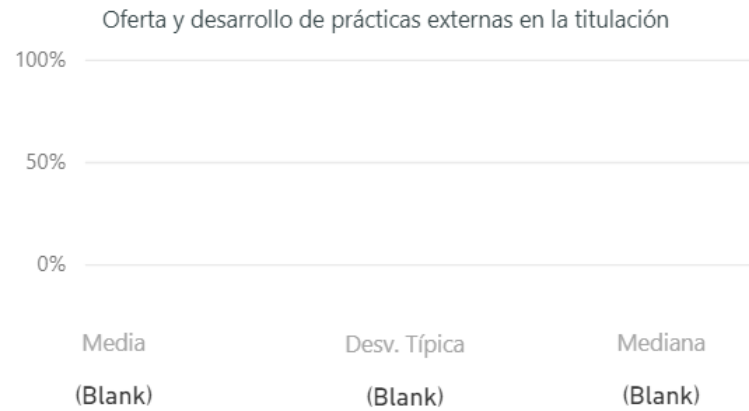 Oferta y desarrollo de prácticas externas en la titulación
100%
50%
0%
Media Desv. Típica Mediana
(Blank) (Blank) (Blank)